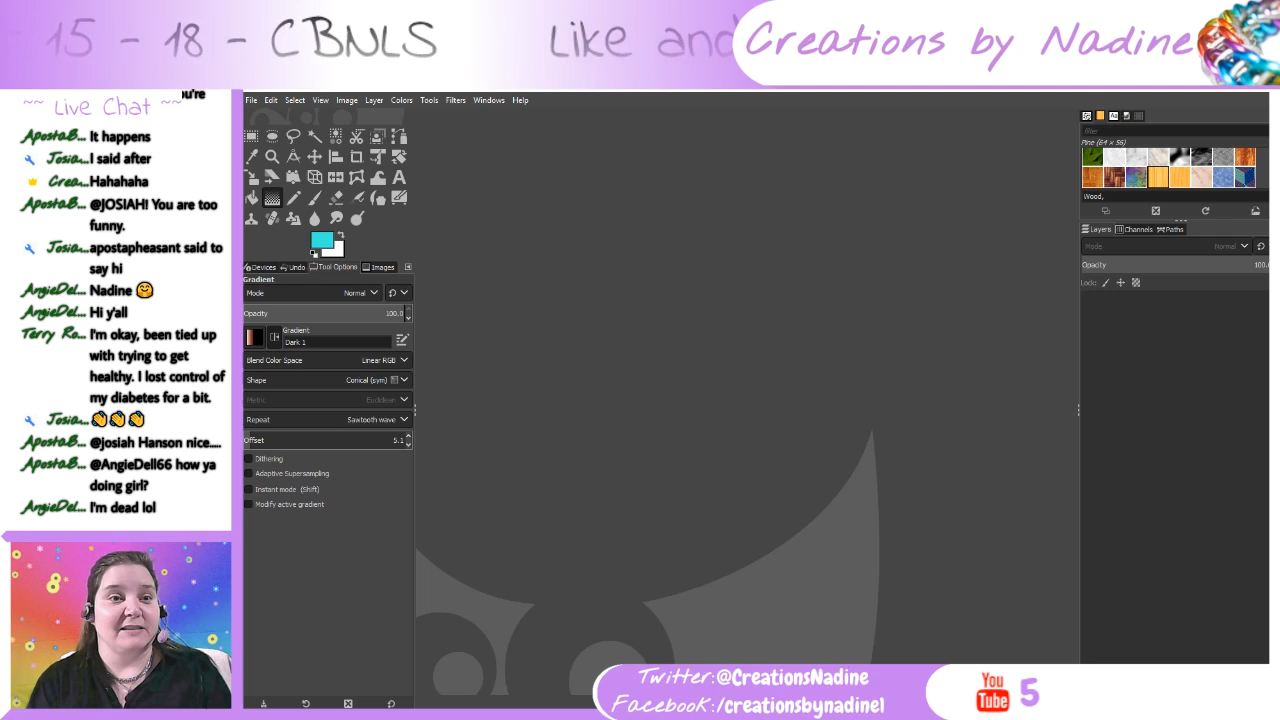 15 - 18 - CBNLS Like and
Creations by Nadine
~~ Live Chat ~~
ApostaB... It happens
Josia... I said after
Crea... Hahahaha
ApostaB... @JOSIAH! You are too
funny.
Josia... apostapheasant said to
say hi
AngieDel... Nadine 🤗
AngieDel... Hi y'all
Terry Ro... I'm okay, been tied up
with trying to get
healthy. I lost control of
my diabetes for a bit.
Josia... 👏👏👏
ApostaB... @josiah Hanson nice.....
ApostaB... @AngieDell66 how ya
doing girl?
AngieDel... I'm dead lol
File Edit Select View Image Layer Colors Tools Filters Windows Help
Devices Undo Tool Options Images
Gradient
Mode Normal
Opacity 100.0
Gradient
Dark 1
Blend Color Space Linear RGB
Shape Conical (sym)
Metric Euclidean
Repeat Sawtooth wave
Offset 5.1
Dithering
Adaptive Supersampling
Instant mode (Shift)
Modify active gradient
filter
Pine (64 × 56)
Wood,
Layers Channels Paths
Mode Normal
Opacity 100.
Lock:
Twitter:@CreationsNadine
Facebook:/creationsbynadine1
You
Tube 5